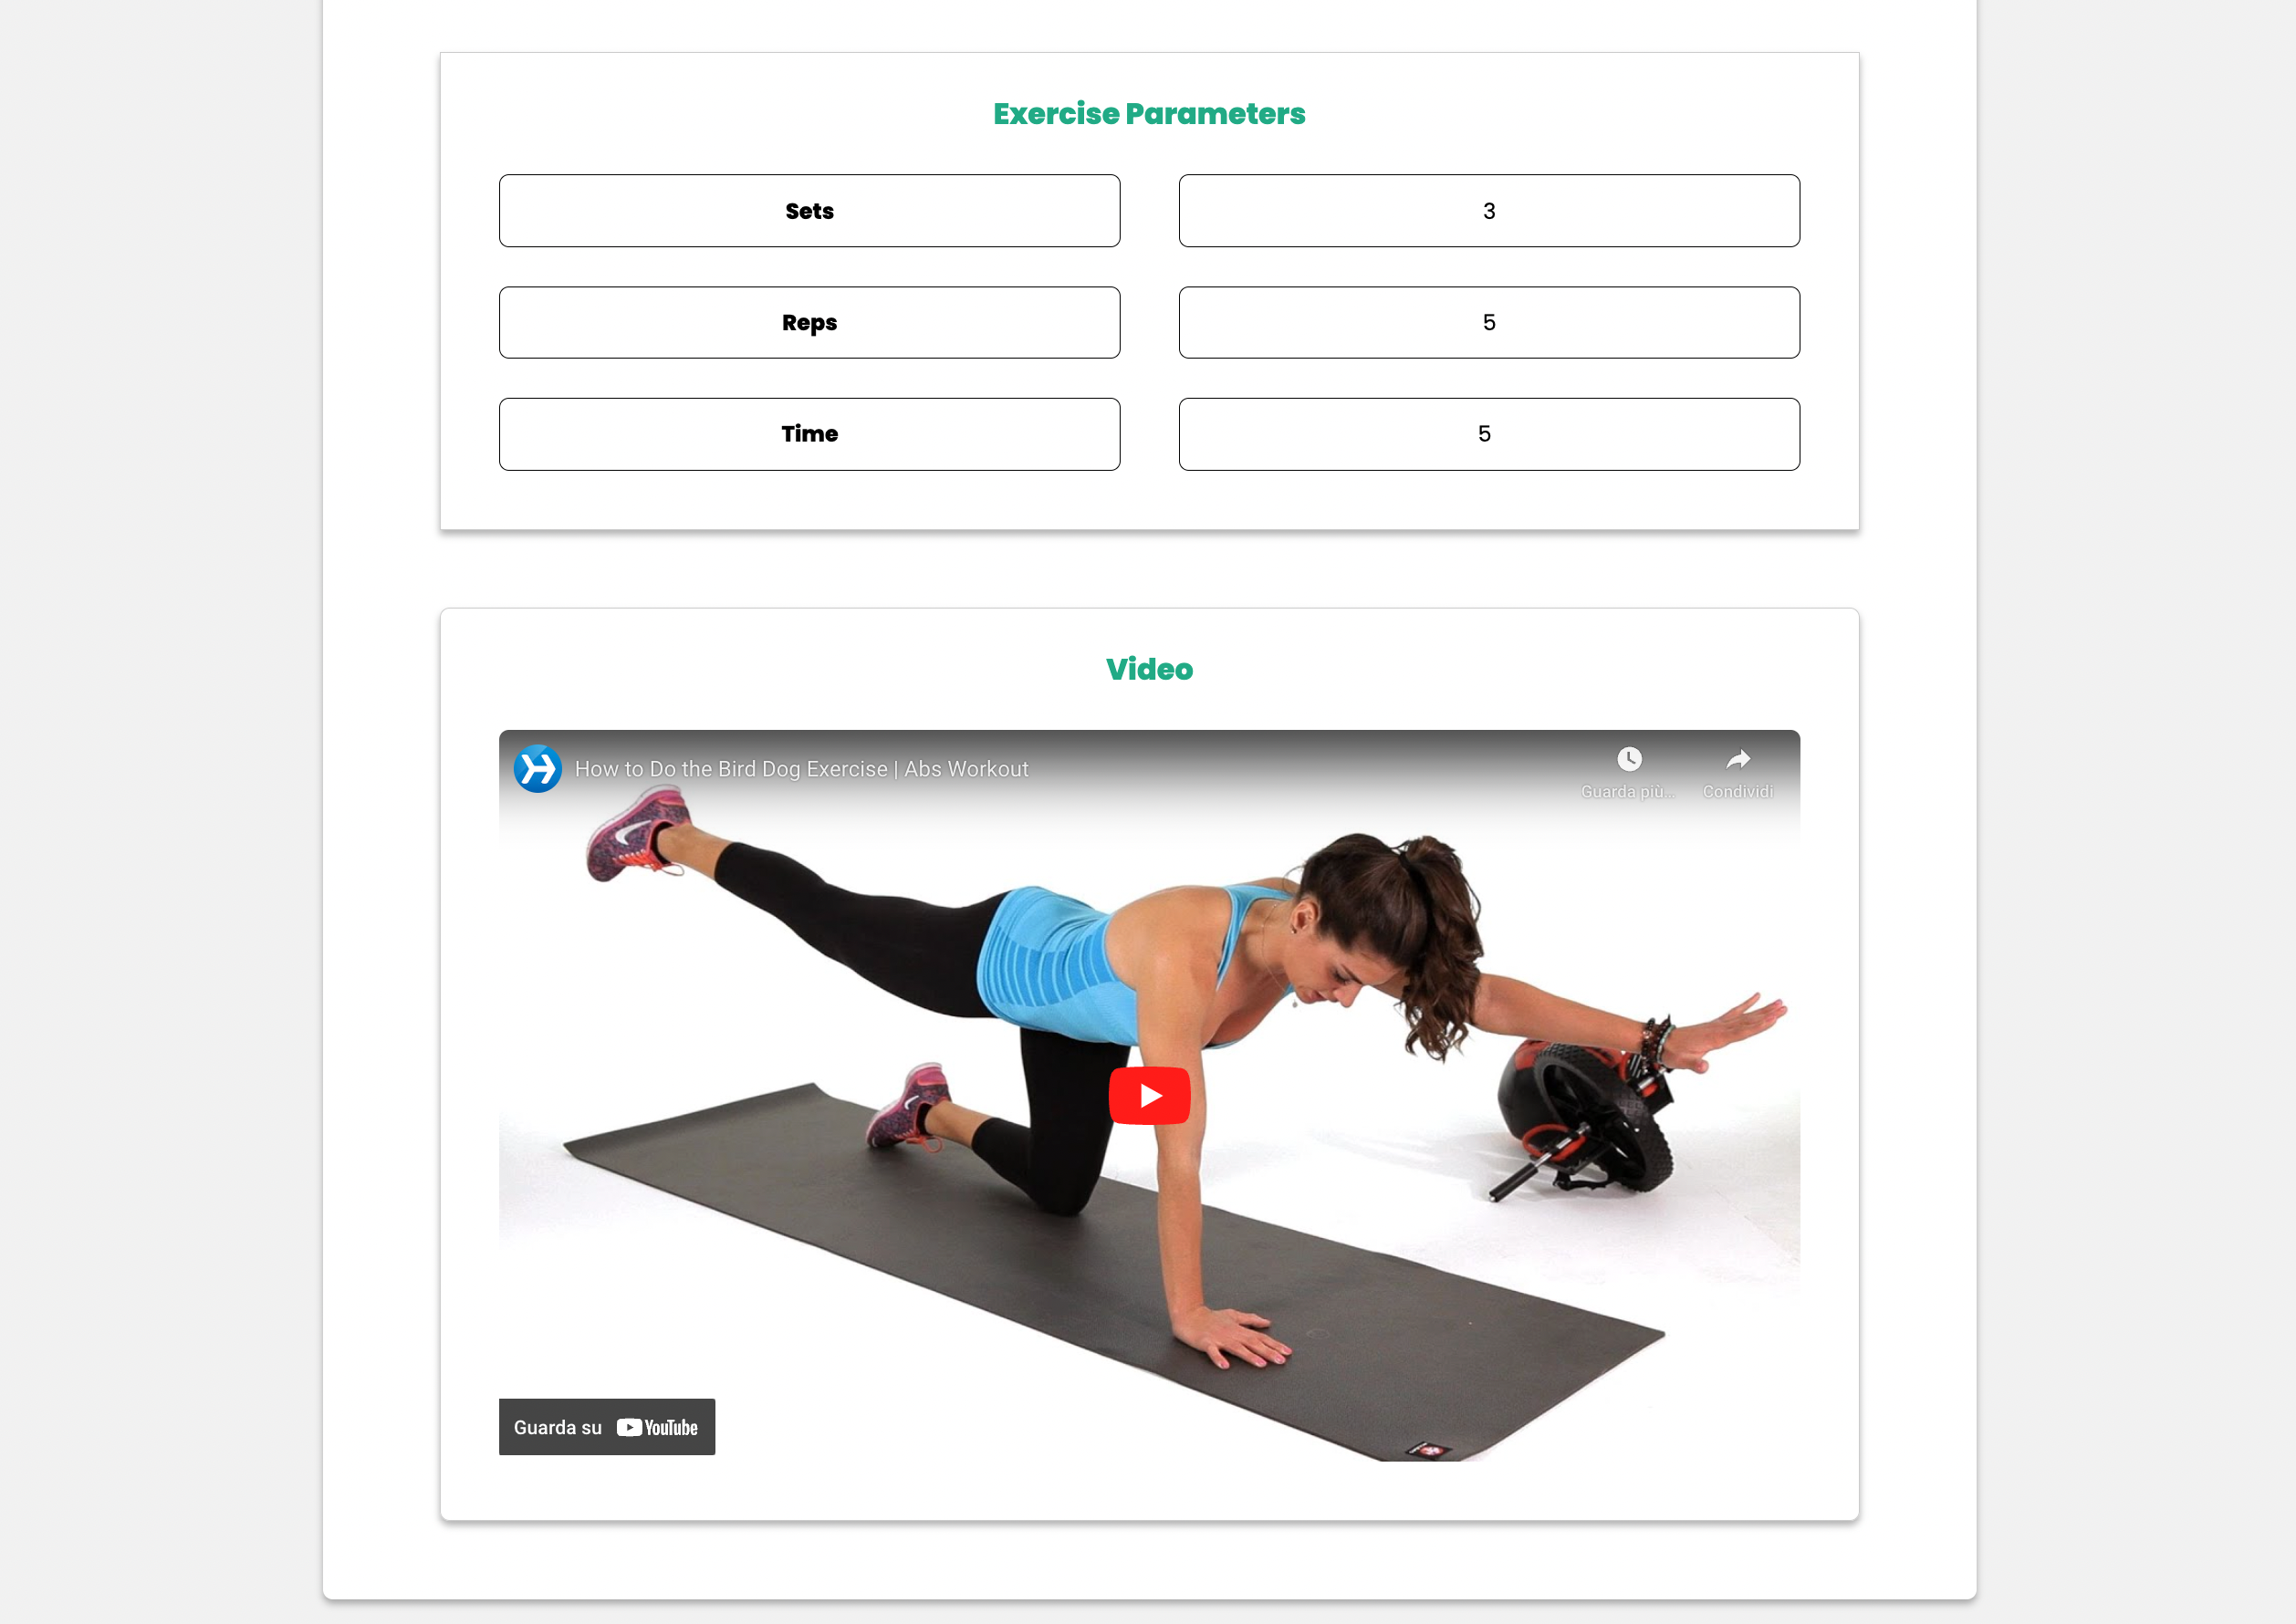 Exercise Parameters
Sets
3
Reps
5
Time
5
Video
How to Do the Bird Dog Exercise | Abs Workout
Guarda più...
Condividi
Guarda su YouTube